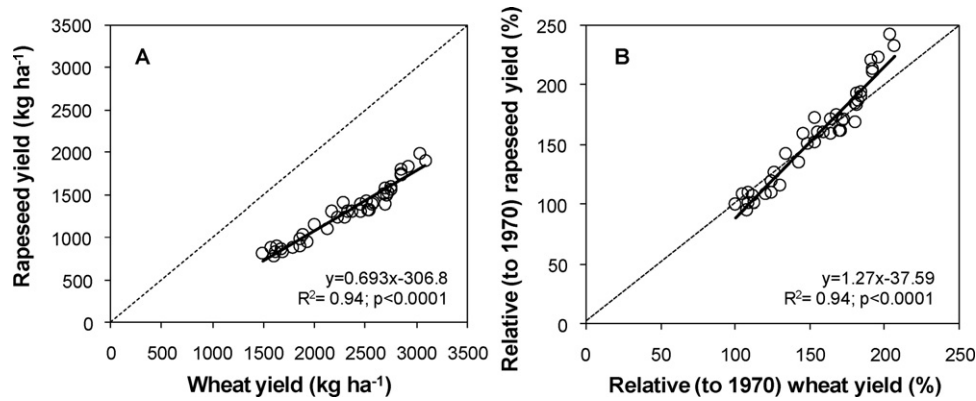 Rapeseed yield (kg ha-1)
3500
3000
2500
2000
1500
1000
500
0
A
y=0.693x-306.8
R2= 0.94; p<0.0001
0 500 1000 1500 2000 2500 3000 3500
Wheat yield (kg ha-1)
Relative (to 1970) rapeseed yield (%)
250
200
150
100
50
0
B
y=1.27x-37.59
R2= 0.94; p<0.0001
0 50 100 150 200 250
Relative (to 1970) wheat yield (%)